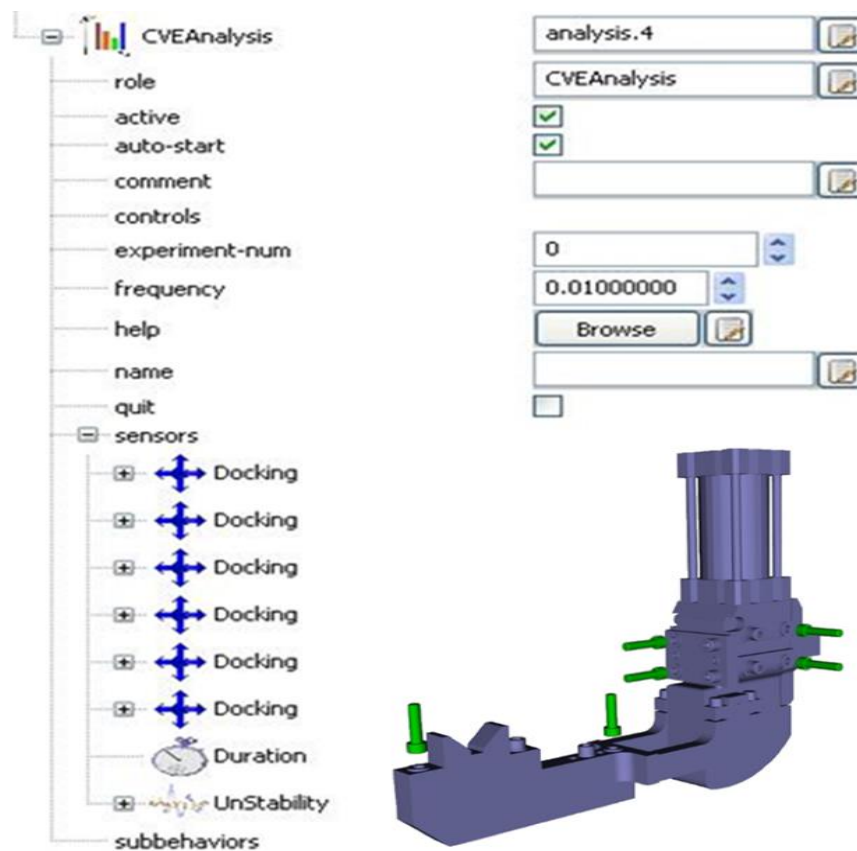 CVEAnalysis analysis.4
role CVEAnalysis
active
auto-start
comment
controls
experiment-num 0
frequency 0.01000000
help Browse
name
quit
sensors
Docking
Docking
Docking
Docking
Docking
Docking
Duration
UnStability
subbehaviors